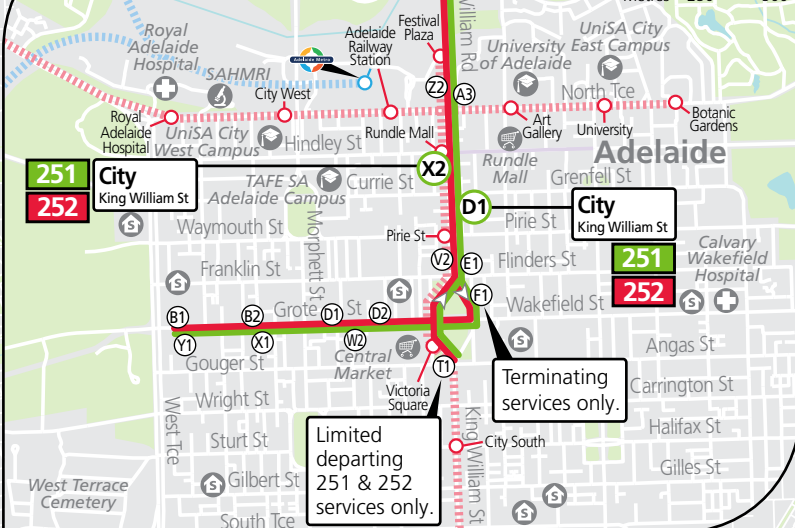 Metres 250 500
Royal
Adelaide
Hospital
SAHMRI
Adelaide Metro
Adelaide
Railway
Station
Festival
Plaza
William Rd
University
of Adelaide
UniSA City
East Campus
City West
Z2
A3
North Tce
Royal
Adelaide
Hospital
UniSA City
West Campus
Hindley St
Rundle Mall
Art
Gallery
University
Botanic
Gardens
Rundle
Mall
Adelaide
251
252
City
King William St
X2
TAFE SA
Adelaide Campus
Currie St
Grenfell St
D1
City
King William St
251
252
Waymouth St
Morphett St
Pirie St
Pirie St
Franklin St
V2
E1
Flinders St
Calvary
Wakefield
Hospital
Grote St
F1
Wakefield St
B1
B2
D1
D2
Y1
X1
W2
Gouger St
Central
Market
T1
Victoria
Square
Angas St
Terminating
services only.
Carrington St
West Tce
Wright St
King William St
Halifax St
Sturt St
Limited
departing
251 & 252
services only.
City South
Gilles St
West Terrace
Cemetery
Gilbert St
South Tce
S
S
S
S
S
S
S
S
S